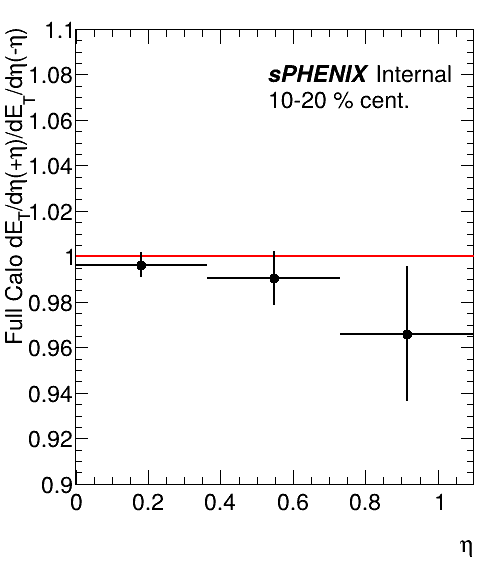 Full Calo dE_T/dη(+η)/dE_T/dη(-η)
sPHENIX Internal
10-20 % cent.
1.1
1.08
1.06
1.04
1.02
1
0.98
0.96
0.94
0.92
0.9
0 0.2 0.4 0.6 0.8 1
η